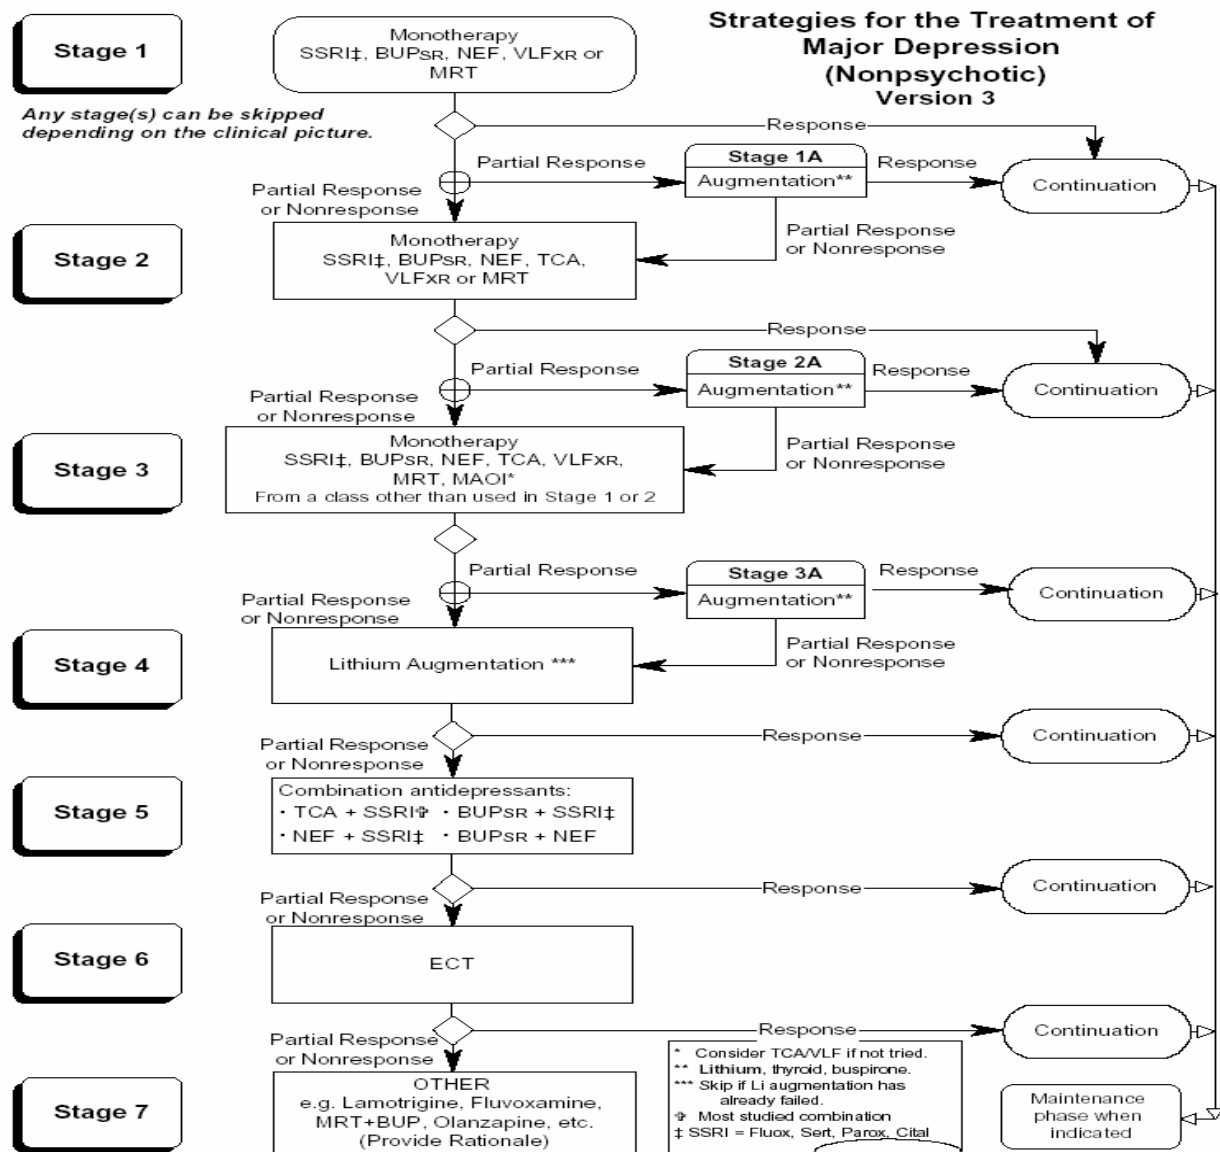 Strategies for the Treatment of
Major Depression
(Nonpsychotic)
Version 3
Stage 1
Any stage(s) can be skipped
depending on the clinical picture.
Monotherapy
SSRI‡, BUPSR, NEF, VLFXR or
MRT
Response
Partial Response
Stage 1A
Augmentation**
Response
Continuation
Partial Response
or Nonresponse
Partial Response
or Nonresponse
Stage 2
Monotherapy
SSRI‡, BUPSR, NEF, TCA,
VLFXR or MRT
Response
Partial Response
Stage 2A
Augmentation**
Response
Continuation
Partial Response
or Nonresponse
Partial Response
or Nonresponse
Stage 3
Monotherapy
SSRI‡, BUPSR, NEF, TCA, VLFXR,
MRT, MAOI*
From a class other than used in Stage 1 or 2
Partial Response
Stage 3A
Augmentation**
Response
Continuation
Partial Response
or Nonresponse
Partial Response
or Nonresponse
Stage 4
Lithium Augmentation ***
Response
Continuation
Partial Response
or Nonresponse
Stage 5
Combination antidepressants:
· TCA + SSRI✞ · BUPSR + SSRI‡
· NEF + SSRI‡ · BUPSR + NEF
Response
Continuation
Partial Response
or Nonresponse
Stage 6
ECT
Response
Continuation
Partial Response
or Nonresponse
Stage 7
OTHER
e.g. Lamotrigine, Fluvoxamine,
MRT+BUP, Olanzapine, etc.
(Provide Rationale)
* Consider TCA/VLF if not tried.
** Lithium, thyroid, buspirone.
*** Skip if Li augmentation has
already failed.
✞ Most studied combination
‡ SSRI = Fluox, Sert, Parox, Cital
Maintenance
phase when
indicated